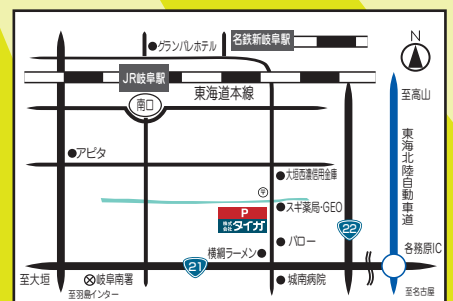 グランパレホテル
名鉄新岐阜駅
N
JR岐阜駅
東海道本線
至高山
南口
東海北陸自動車道
アピタ
大垣西濃信用金庫
〒
スギ薬局・GEO
P
株式会社タイガ
22
バロー
横綱ラーメン
各務原IC
21
至大垣
岐阜南署
城南病院
至羽島インター
至名古屋